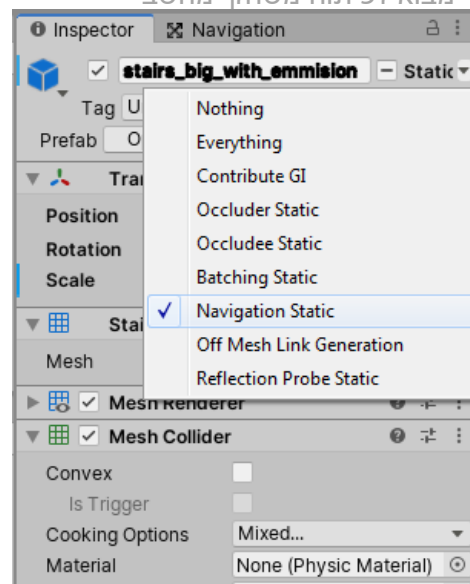 Inspector Navigation
stairs_big_with_emmision Static
Tag
Nothing
Prefab
Everything
Contribute GI
Position
Occluder Static
Rotation
Occludee Static
Scale
Batching Static
Navigation Static
Off Mesh Link Generation
Mesh
Reflection Probe Static
Mesh Renderer
Mesh Collider
Convex
Is Trigger
Cooking Options Mixed...
Material None (Physic Material)